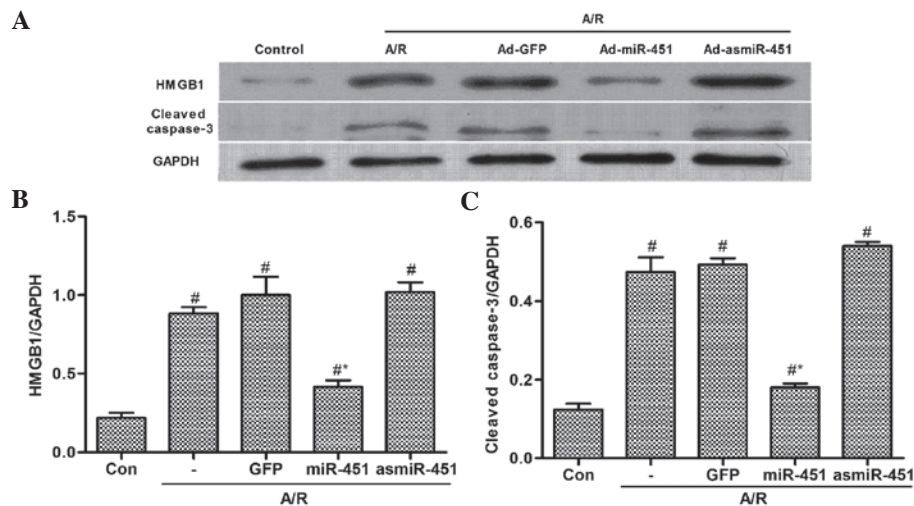 A
A/R
Control A/R Ad-GFP Ad-miR-451 Ad-asmiR-451
HMGB1
Cleaved
caspase-3
GAPDH
B
HMGB1/GAPDH
1.5
1.0
0.5
0.0
#
#
#*
#
Con - GFP miR-451 asmiR-451
A/R
C
Cleaved caspase-3/GAPDH
0.6
0.4
0.2
0.0
#
#
#*
#
Con - GFP miR-451 asmiR-451
A/R